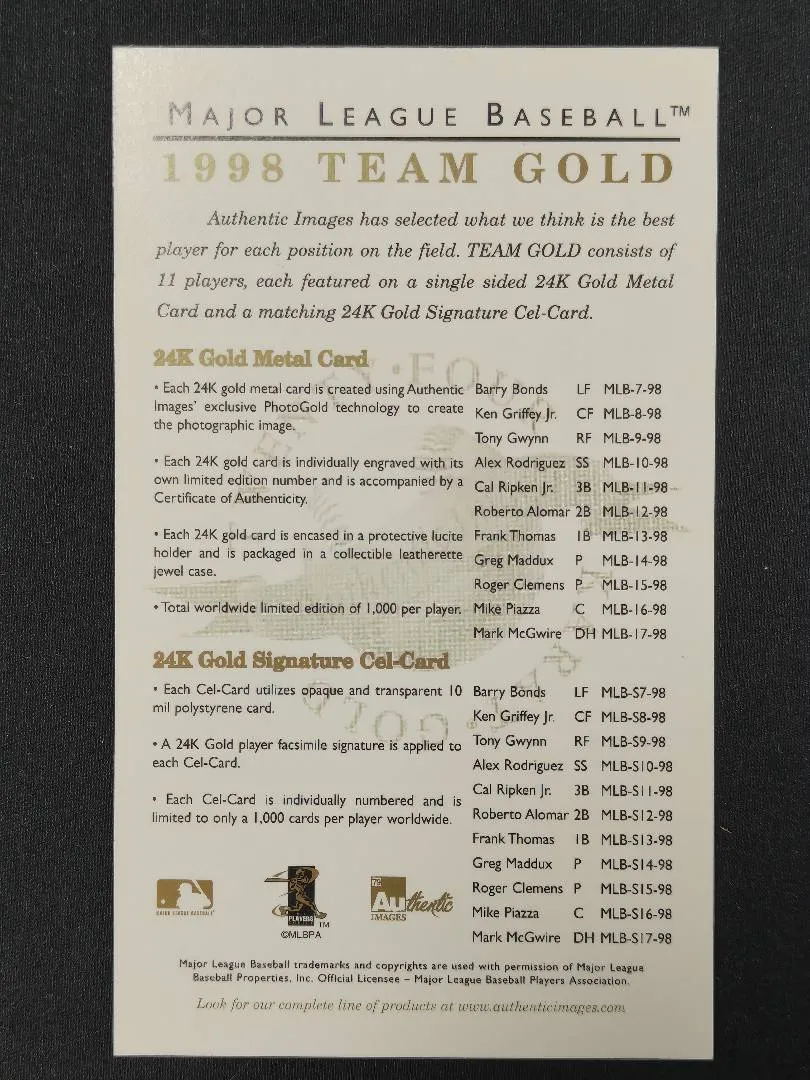 MAJOR LEAGUE BASEBALL™
1998 TEAM GOLD
Authentic Images has selected what we think is the best
player for each position on the field. TEAM GOLD consists of
11 players, each featured on a single sided 24K Gold Metal
Card and a matching 24K Gold Signature Cel-Card.
24K Gold Metal Card
• Each 24K gold metal card is created using Authentic
Images' exclusive PhotoGold technology to create
the photographic image.
• Each 24K gold card is individually engraved with its
own limited edition number and is accompanied by a
Certificate of Authenticity.
• Each 24K gold card is encased in a protective lucite
holder and is packaged in a collectible leatherette
jewel case.
• Total worldwide limited edition of 1,000 per player.
Barry Bonds LF MLB-7-98
Ken Griffey Jr. CF MLB-8-98
Tony Gwynn RF MLB-9-98
Alex Rodriguez SS MLB-10-98
Cal Ripken Jr. 3B MLB-11-98
Roberto Alomar 2B MLB-12-98
Frank Thomas 1B MLB-13-98
Greg Maddux P MLB-14-98
Roger Clemens P MLB-15-98
Mike Piazza C MLB-16-98
Mark McGwire DH MLB-17-98
24K Gold Signature Cel-Card
• Each Cel-Card utilizes opaque and transparent 10
mil polystyrene card.
• A 24K Gold player facsimile signature is applied to
each Cel-Card.
• Each Cel-Card is individually numbered and is
limited to only a 1,000 cards per player worldwide.
Barry Bonds LF MLB-S7-98
Ken Griffey Jr. CF MLB-S8-98
Tony Gwynn RF MLB-S9-98
Alex Rodriguez SS MLB-S10-98
Cal Ripken Jr. 3B MLB-S11-98
Roberto Alomar 2B MLB-S12-98
Frank Thomas 1B MLB-S13-98
Greg Maddux P MLB-S14-98
Roger Clemens P MLB-S15-98
Mike Piazza C MLB-S16-98
Mark McGwire DH MLB-S17-98
MAJOR LEAGUE BASEBALL
PLAYERS
TM
©MLBPA
79
Authentic
IMAGES
Major League Baseball trademarks and copyrights are used with permission of Major League
Baseball Properties, Inc. Official Licensee – Major League Baseball Players Association.
Look for our complete line of products at www.authenticimages.com